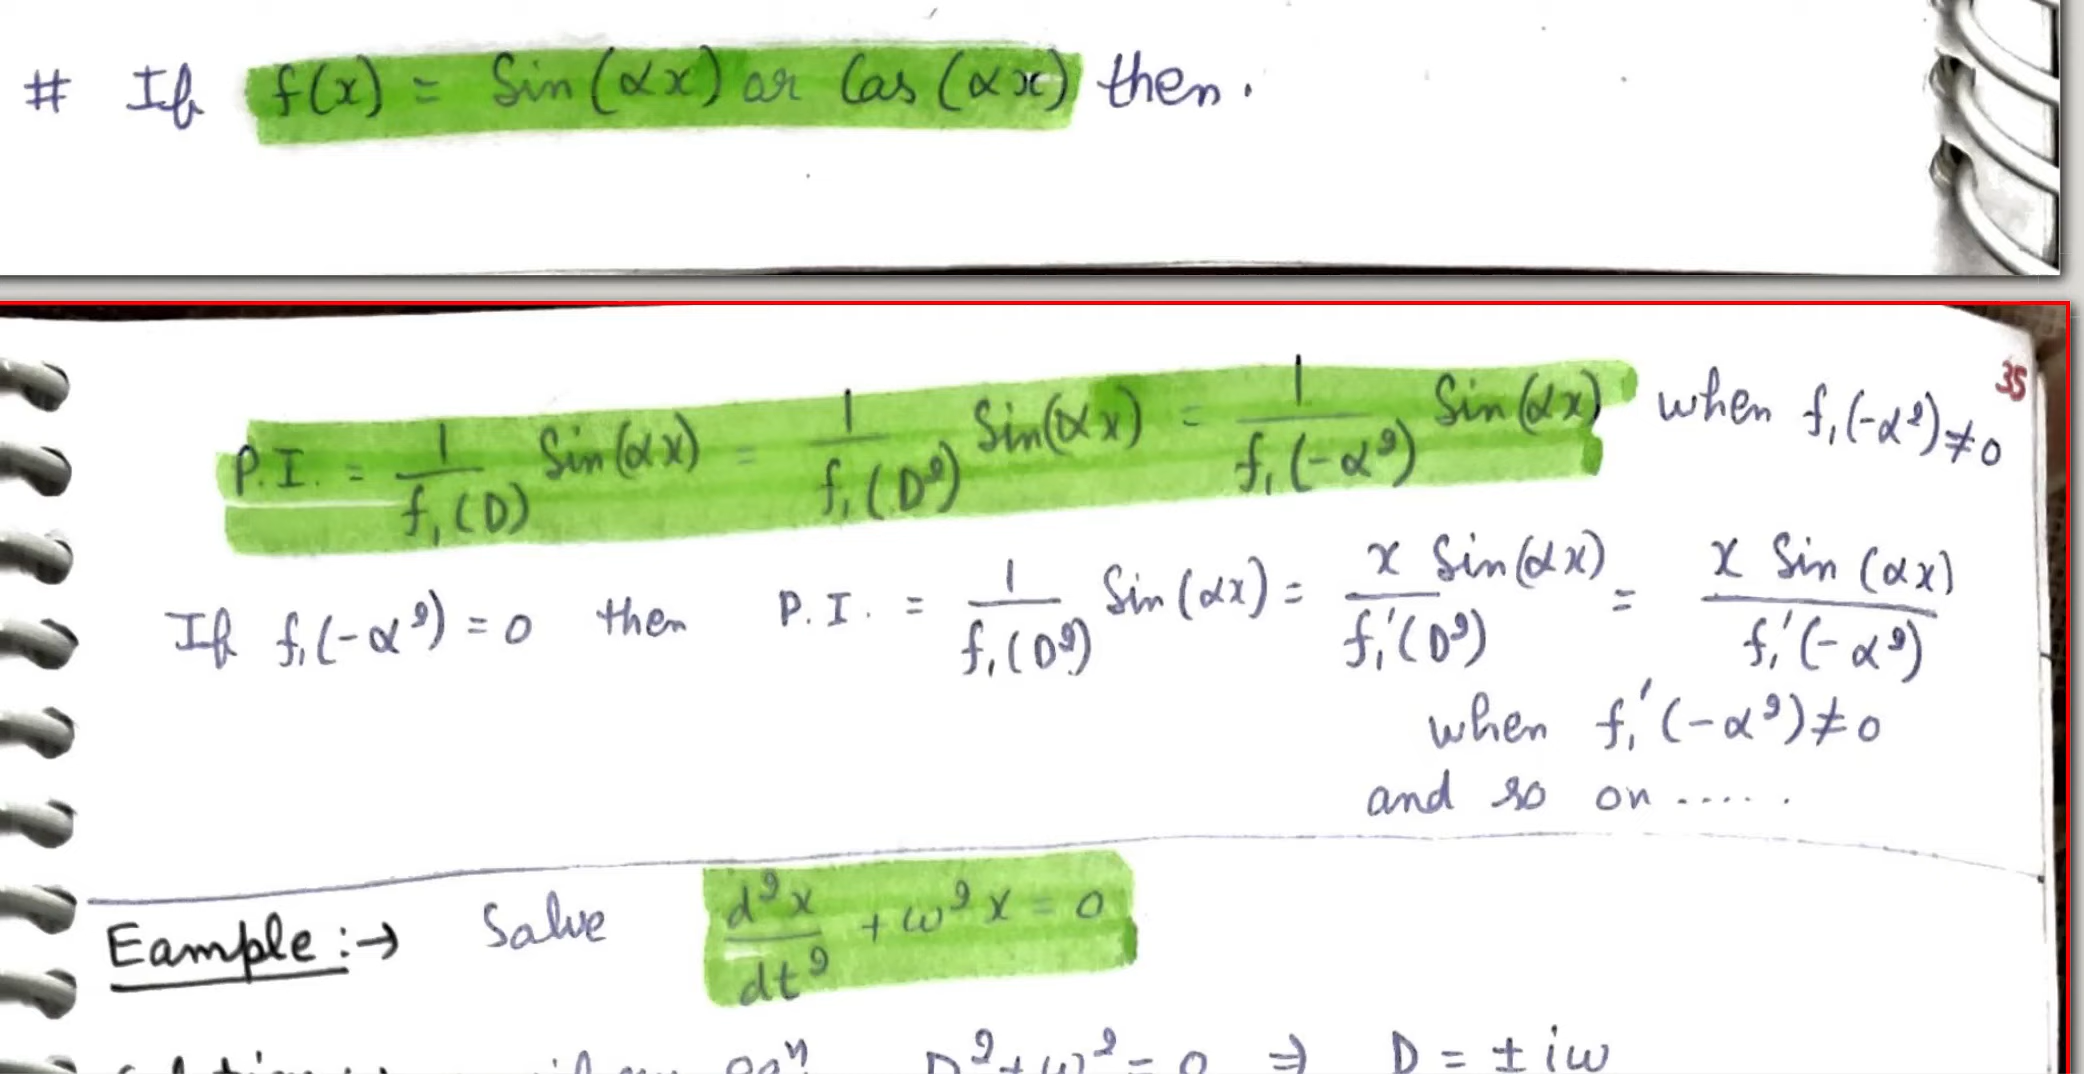 # If f(x) = Sin(αx) or Cos(αx) then.
35
P.I. = 1/f₁(D) Sin(αx) = 1/f₁(D²) Sin(αx) = 1/f₁(-α²) Sin(αx) when f₁(-α²)≠0
If f₁(-α²) = 0 then P.I. = 1/f₁(D²) Sin(αx) = x Sin(αx)/f₁'(D²) = x Sin(αx)/f₁'(-α²)
when f₁'(-α²)≠0
and so on .....
Eample :→ Solve d²x/dt² + ω²x = 0
D²+ω² = 0 ⇒ D = ± iω